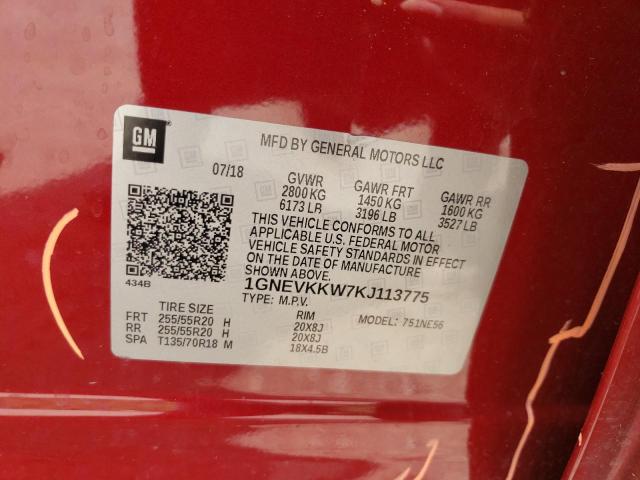 GM
MFD BY GENERAL MOTORS LLC
07/18 GVWR GAWR FRT GAWR RR
2800 KG 1450 KG 1600 KG
6173 LB 3196 LB 3527 LB
THIS VEHICLE CONFORMS TO ALL
APPLICABLE U.S. FEDERAL MOTOR
VEHICLE SAFETY STANDARDS IN EFFECT
ON THE DATE OF MANUFACTURE
SHOWN ABOVE.
434B
1GNEVKKW7KJ113775
TYPE: M.P.V.
TIRE SIZE RIM MODEL: 751NE56
FRT 255/55R20 H 20X8J
RR 255/55R20 H 20X8J
SPA T135/70R18 M 18X4.5B